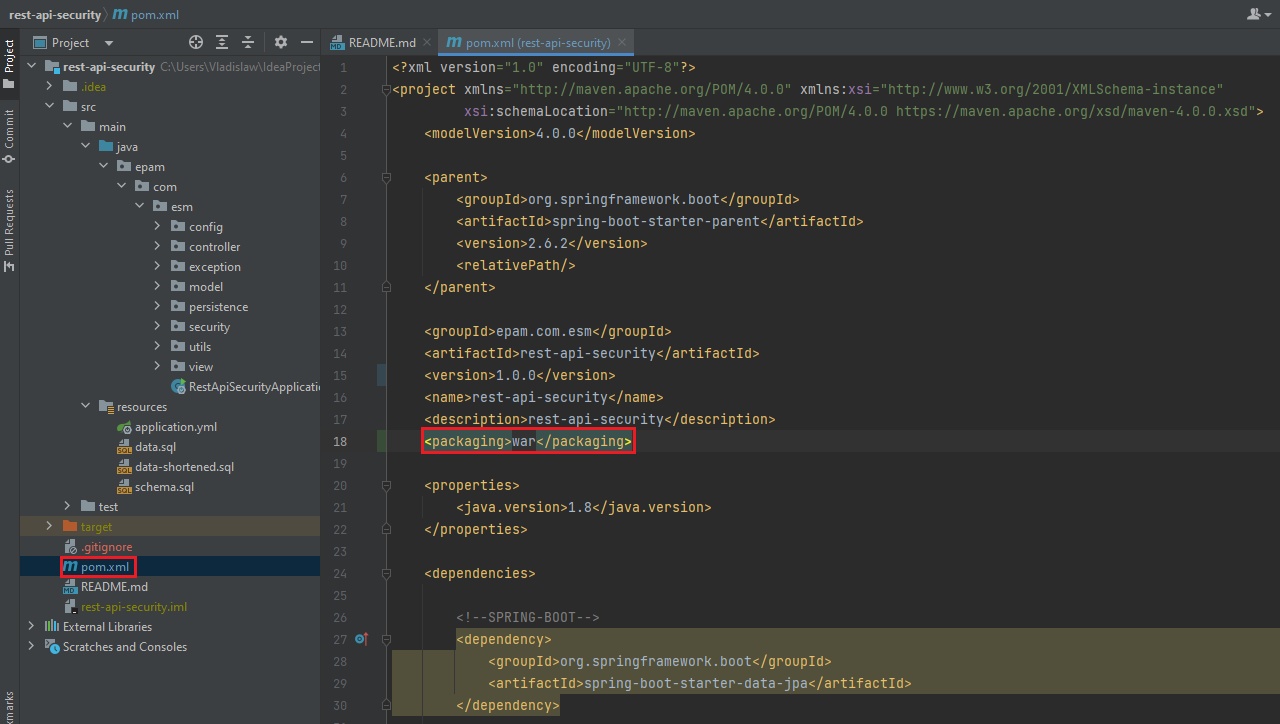 rest-api-security
pom.xml
Project
README.md
pom.xml (rest-api-security)
Project
Commit
Pull Requests
rest-api-security C:\Users\Vladislaw\IdeaProject
.idea
src
main
java
epam
com
esm
config
controller
exception
model
persistence
security
utils
view
RestApiSecurityApplicatio
resources
application.yml
data.sql
data-shortened.sql
schema.sql
test
target
.gitignore
pom.xml
README.md
rest-api-security.iml
External Libraries
Scratches and Consoles
1 <?xml version="1.0" encoding="UTF-8"?>
2 <project xmlns="http://maven.apache.org/POM/4.0.0" xmlns:xsi="http://www.w3.org/2001/XMLSchema-instance"
3 xsi:schemaLocation="http://maven.apache.org/POM/4.0.0 https://maven.apache.org/xsd/maven-4.0.0.xsd">
4 <modelVersion>4.0.0</modelVersion>
5
6 <parent>
7 <groupId>org.springframework.boot</groupId>
8 <artifactId>spring-boot-starter-parent</artifactId>
9 <version>2.6.2</version>
10 <relativePath/>
11 </parent>
12
13 <groupId>epam.com.esm</groupId>
14 <artifactId>rest-api-security</artifactId>
15 <version>1.0.0</version>
16 <name>rest-api-security</name>
17 <description>rest-api-security</description>
18 <packaging>war</packaging>
19
20 <properties>
21 <java.version>1.8</java.version>
22 </properties>
23
24 <dependencies>
25
26 <!--SPRING-BOOT-->
27 <dependency>
28 <groupId>org.springframework.boot</groupId>
29 <artifactId>spring-boot-starter-data-jpa</artifactId>
30 </dependency>